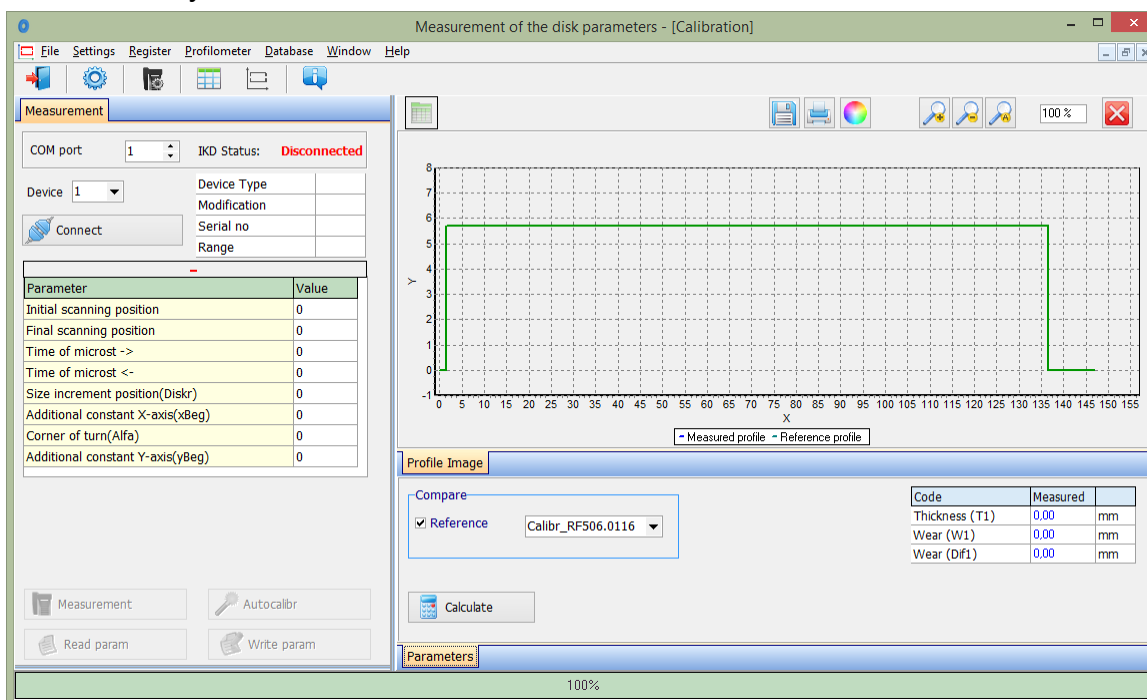 Measurement of the disk parameters - [Calibration]
File Settings Register Profilometer Database Window Help
Measurement
COM port 1 IKD Status: Disconnected
Device 1
Connect
Device Type
Modification
Serial no
Range
–
Parameter Value
Initial scanning position 0
Final scanning position 0
Time of microst -> 0
Time of microst <- 0
Size increment position(Diskr) 0
Additional constant X-axis(xBeg) 0
Corner of turn(Alfa) 0
Additional constant Y-axis(yBeg) 0
Measurement Autocalibr
Read param Write param
100 %
8
7
6
5
4
3
2
1
0
-1
Y
0 5 10 15 20 25 30 35 40 45 50 55 60 65 70 75 80 85 90 95 100 105 110 115 120 125 130 135 140 145 150 155
X
Measured profile Reference profile
Profile Image
Compare
Reference Calibr_RF506.0116
Code Measured
Thickness (T1) 0,00 mm
Wear (W1) 0,00 mm
Wear (Dif1) 0,00 mm
Calculate
Parameters
100%